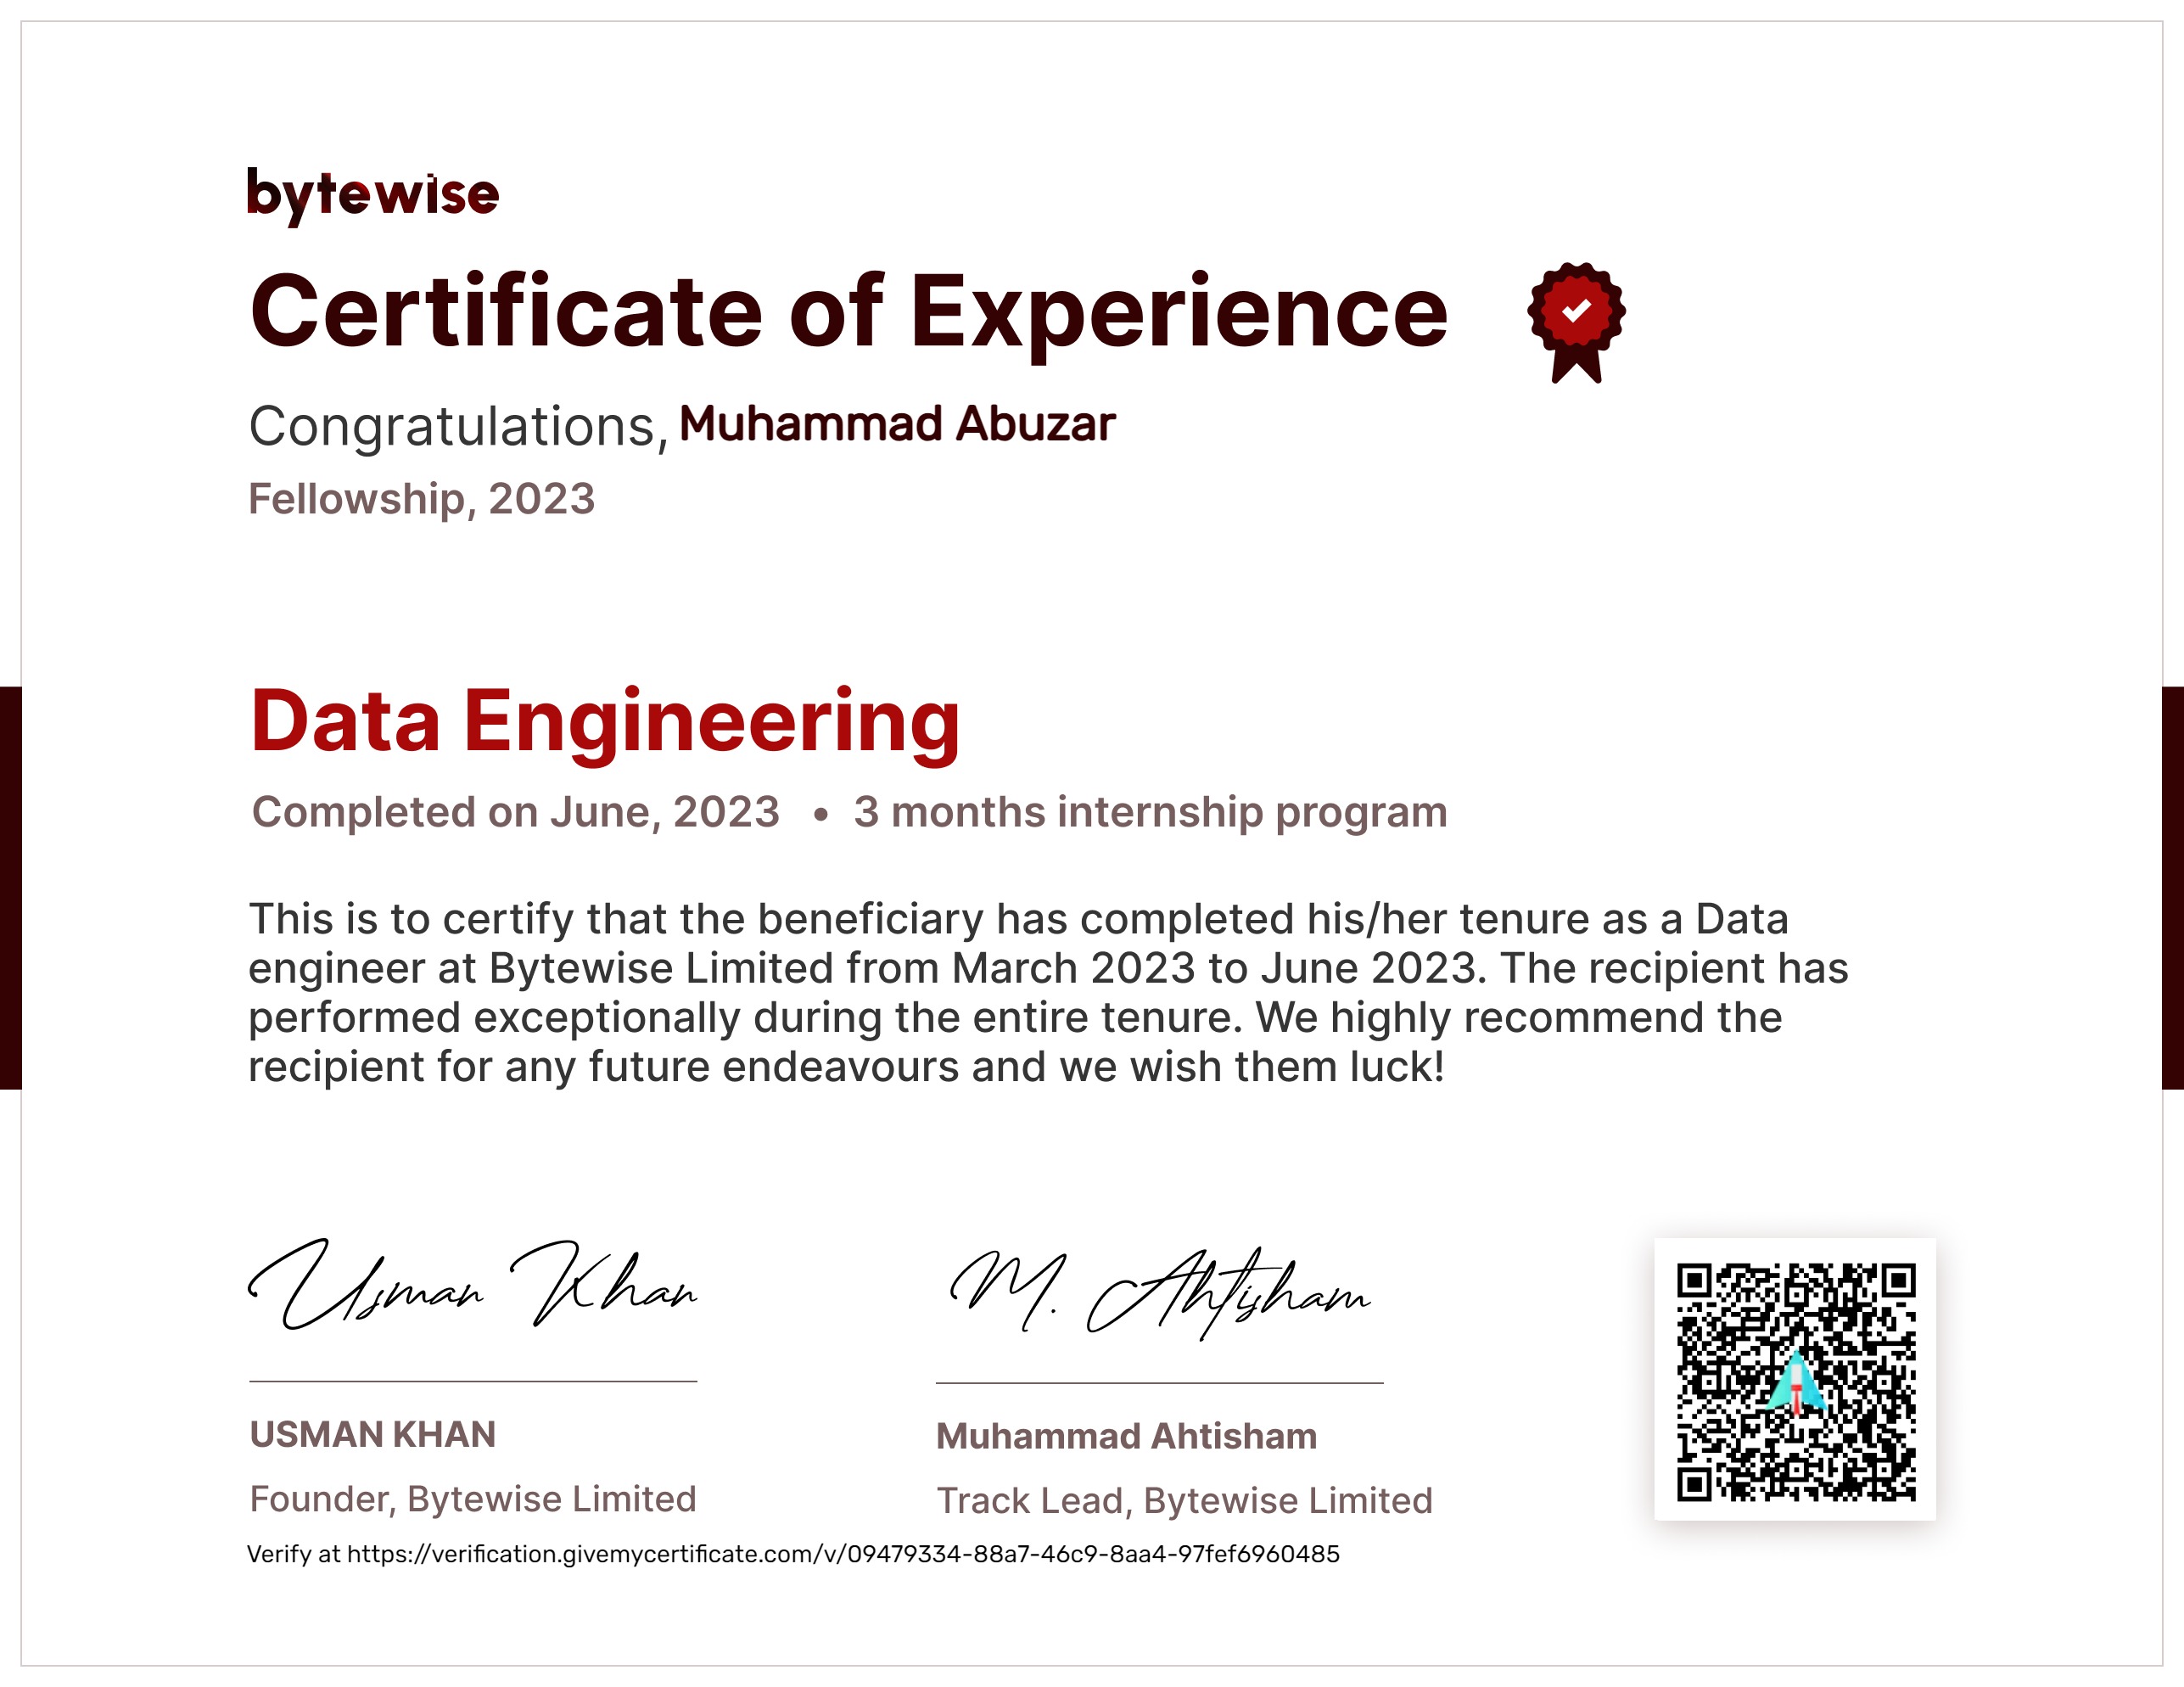 bytewise
Certificate of Experience
Congratulations, Muhammad Abuzar
Fellowship, 2023
Data Engineering
Completed on June, 2023 • 3 months internship program
This is to certify that the beneficiary has completed his/her tenure as a Data
engineer at Bytewise Limited from March 2023 to June 2023. The recipient has
performed exceptionally during the entire tenure. We highly recommend the
recipient for any future endeavours and we wish them luck!
Usman Khan
M. Ahtisham
USMAN KHAN
Muhammad Ahtisham
Founder, Bytewise Limited
Track Lead, Bytewise Limited
Verify at https://verification.givemycertificate.com/v/09479334-88a7-46c9-8aa4-97fef6960485